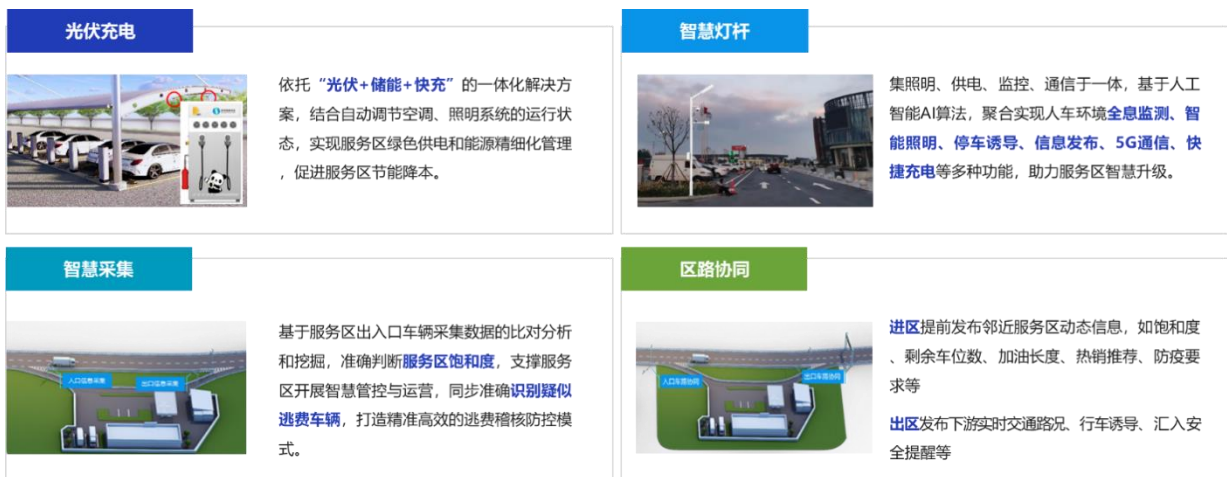 光伏充电
依托“光伏+储能+快充”的一体化解决方
案，结合自动调节空调、照明系统的运行状
态，实现服务区绿色供电和能源精细化管理
，促进服务区节能降本。
智慧灯杆
集照明、供电、监控、通信于一体，基于人工
智能AI算法，聚合实现人车环境全息监测、智
能照明、停车诱导、信息发布、5G通信、快
捷充电等多种功能，助力服务区智慧升级。
智慧采集
入口信息采集
出口信息采集
基于服务区出入口车辆采集数据的比对分析
和挖掘，准确判断服务区饱和度，支撑服务
区开展智慧管控与运营，同步准确识别疑似
逃费车辆，打造精准高效的逃费稽核防控模
式。
区路协同
入口车路协同
出口车路协同
进区提前发布邻近服务区动态信息，如饱和度
、剩余车位数、加油长度、热销推荐、防疫要
求等
出区发布下游实时交通路况、行车诱导、汇入安
全提醒等